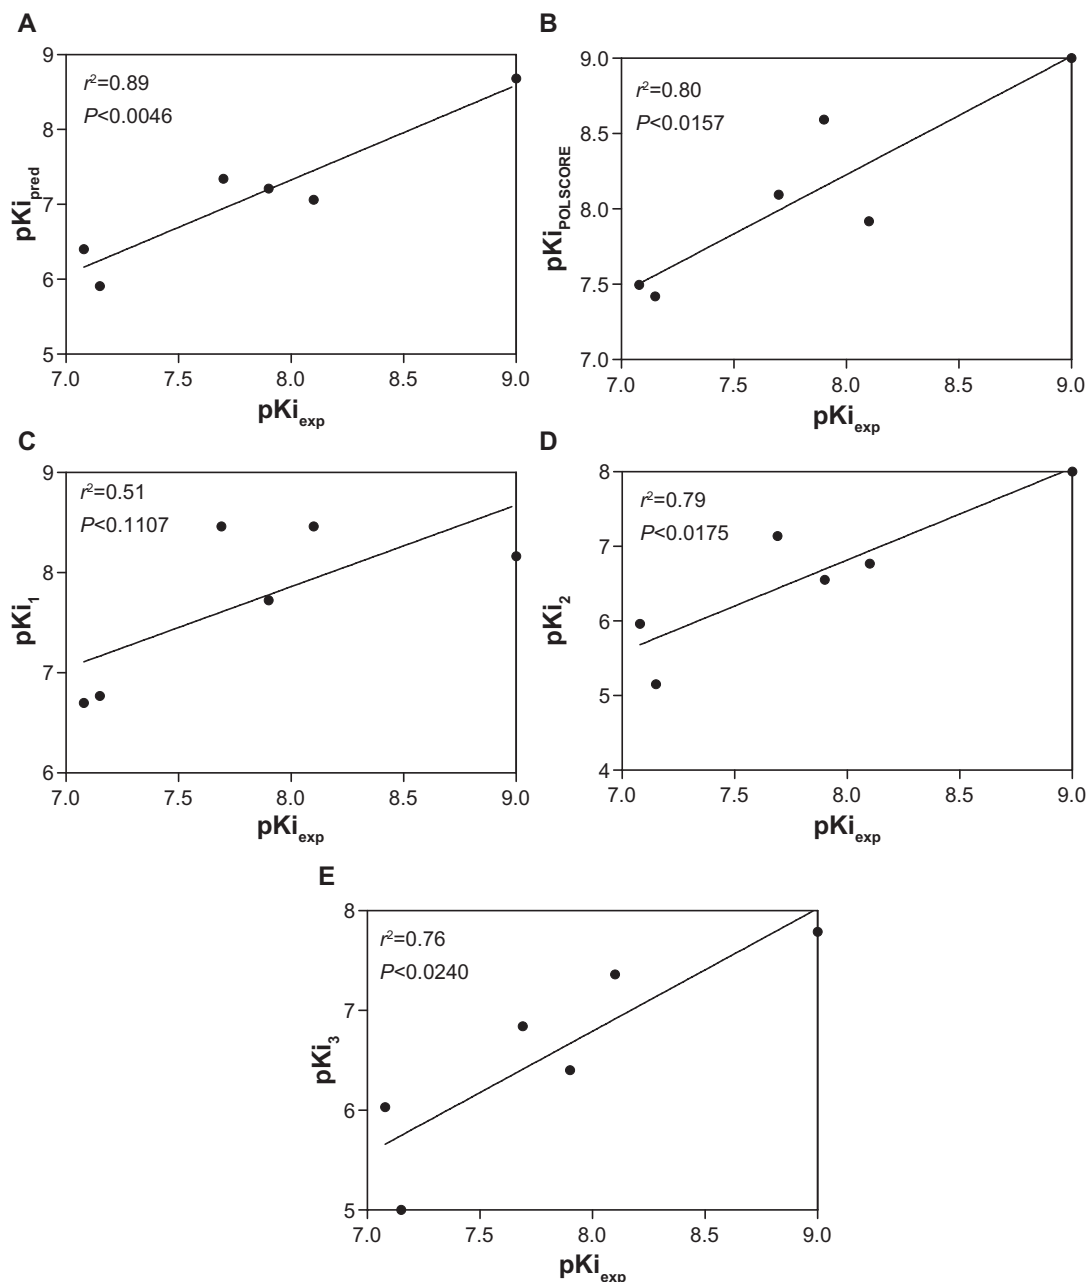 A
9
8
7
6
5
r²=0.89
P<0.0046
pKi_pred
7.0 7.5 8.0 8.5 9.0
pKi_exp
B
9.0
8.5
8.0
7.5
7.0
r²=0.80
P<0.0157
pKi_POLSCORE
7.0 7.5 8.0 8.5 9.0
pKi_exp
C
9
8
7
6
r²=0.51
P<0.1107
pKi_1
7.0 7.5 8.0 8.5 9.0
pKi_exp
D
8
7
6
5
4
r²=0.79
P<0.0175
pKi_2
7.0 7.5 8.0 8.5 9.0
pKi_exp
E
8
7
6
5
r²=0.76
P<0.0240
pKi_3
7.0 7.5 8.0 8.5 9.0
pKi_exp